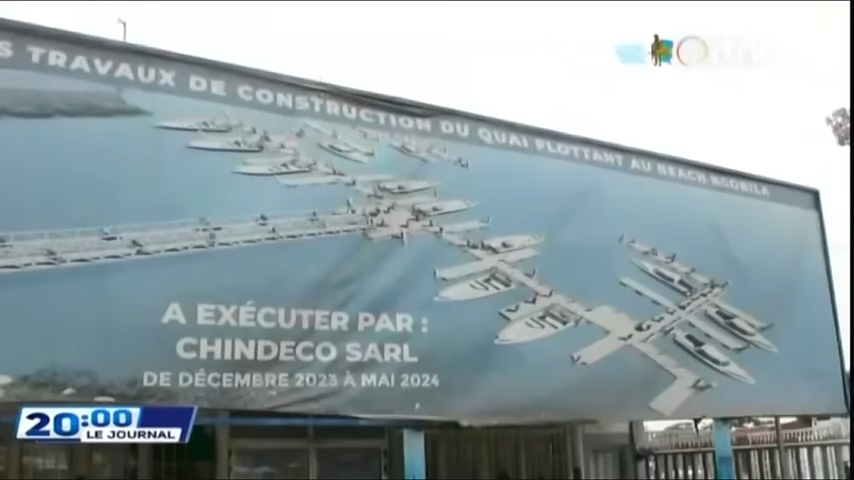 S TRAVAUX DE CONSTRUCTION DU QUAI FLOTTANT AU BEACH NGOBILA
A EXÉCUTER PAR :
CHINDECO SARL
DE DÉCEMBRE 2023 À MAI 2024
20:00
LE JOURNAL